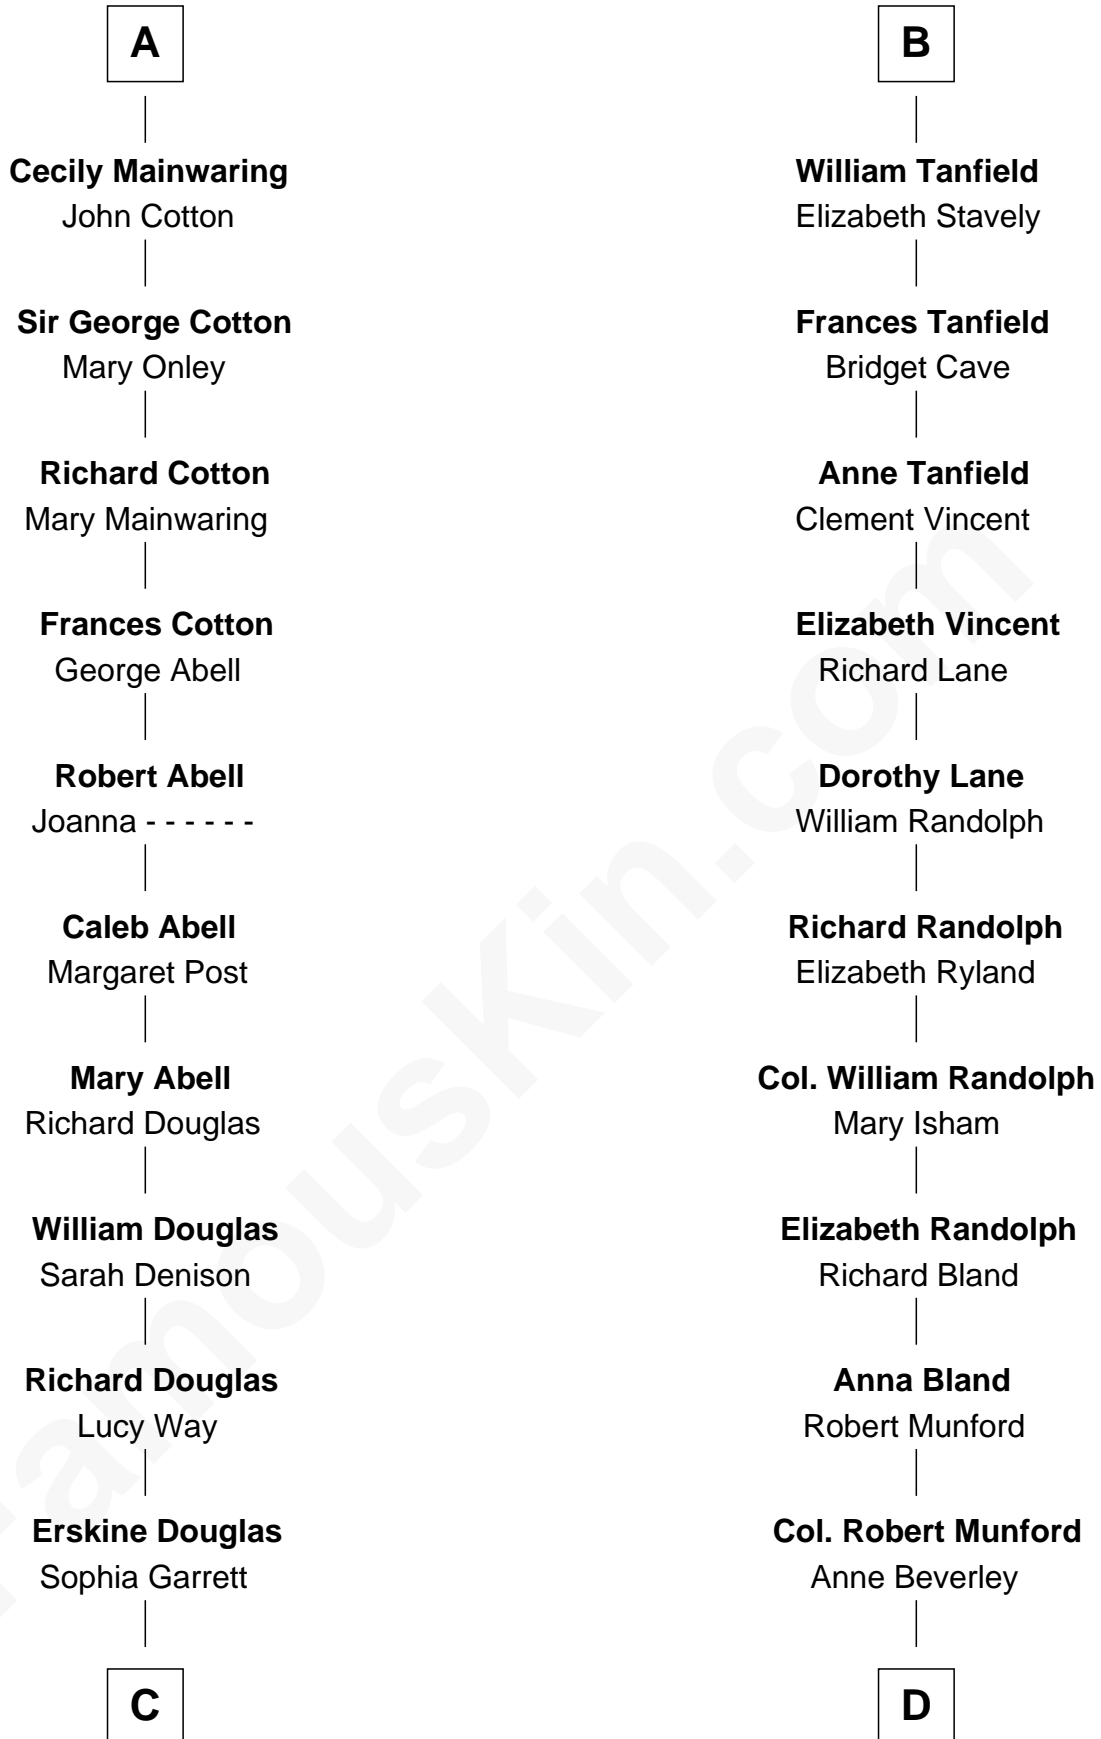 A
Cecily Mainwaring
John Cotton
Sir George Cotton
Mary Onley
Richard Cotton
Mary Mainwaring
Frances Cotton
George Abell
Robert Abell
Joanna - - - - - -
Caleb Abell
Margaret Post
Mary Abell
Richard Douglas
William Douglas
Sarah Denison
Richard Douglas
Lucy Way
Erskine Douglas
Sophia Garrett
C
B
William Tanfield
Elizabeth Stavely
Frances Tanfield
Bridget Cave
Anne Tanfield
Clement Vincent
Elizabeth Vincent
Richard Lane
Dorothy Lane
William Randolph
Richard Randolph
Elizabeth Ryland
Col. William Randolph
Mary Isham
Elizabeth Randolph
Richard Bland
Anna Bland
Robert Munford
Col. Robert Munford
Anne Beverley
D
FamousKin.com